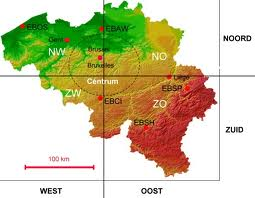 EBOS
EBAW
NOORD
Gent
NW
NO
Brussel
Bruxelles
Centrum
Liège
EBSP
ZW
EBCI
ZO
EBSH
ZUID
100 km
WEST
OOST